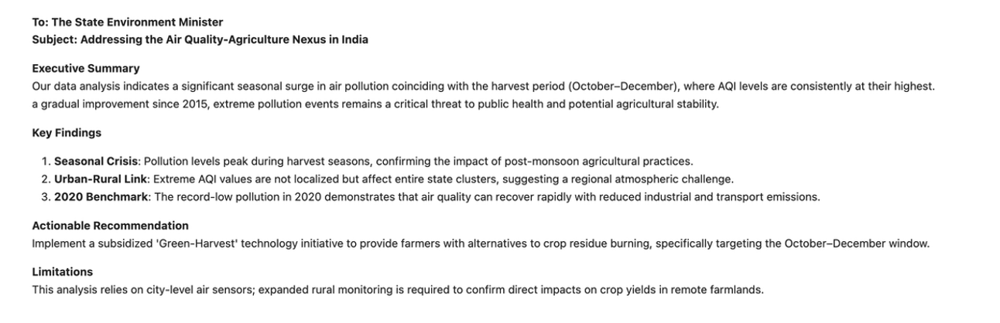 To: The State Environment Minister
Subject: Addressing the Air Quality-Agriculture Nexus in India
Executive Summary
Our data analysis indicates a significant seasonal surge in air pollution coinciding with the harvest period (October–December), where AQI levels are consistently at their highest.
a gradual improvement since 2015, extreme pollution events remains a critical threat to public health and potential agricultural stability.
Key Findings
1. Seasonal Crisis: Pollution levels peak during harvest seasons, confirming the impact of post-monsoon agricultural practices.
2. Urban-Rural Link: Extreme AQI values are not localized but affect entire state clusters, suggesting a regional atmospheric challenge.
3. 2020 Benchmark: The record-low pollution in 2020 demonstrates that air quality can recover rapidly with reduced industrial and transport emissions.
Actionable Recommendation
Implement a subsidized 'Green-Harvest' technology initiative to provide farmers with alternatives to crop residue burning, specifically targeting the October–December window.
Limitations
This analysis relies on city-level air sensors; expanded rural monitoring is required to confirm direct impacts on crop yields in remote farmlands.